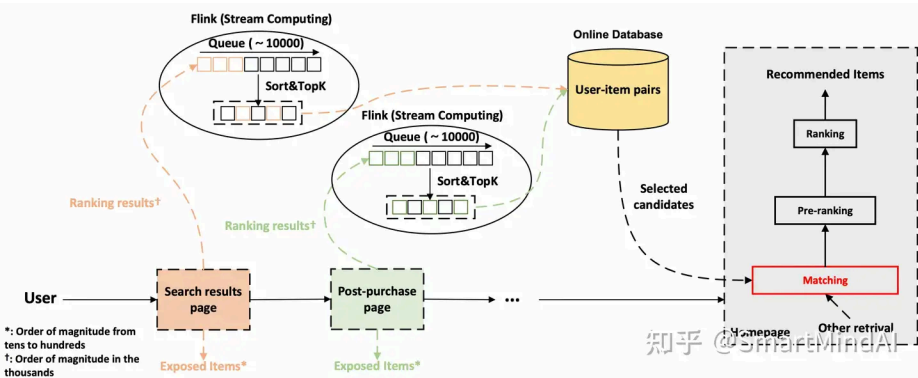 Flink (Stream Computing)
Queue (~10000)
Sort&TopK
Online Database
User-item pairs
Flink (Stream Computing)
Queue (~10000)
Sort&TopK
Recommended Items
Ranking
Pre-ranking
Matching
Selected
candidates
Ranking results†
Ranking results†
User
Search results
page
Post-purchase
page
...
Homepage
Other retrival
*: Order of magnitude from
tens to hundreds
†: Order of magnitude in the
thousands
Exposed Items*
Exposed Items*
知乎 @SmartMindAI